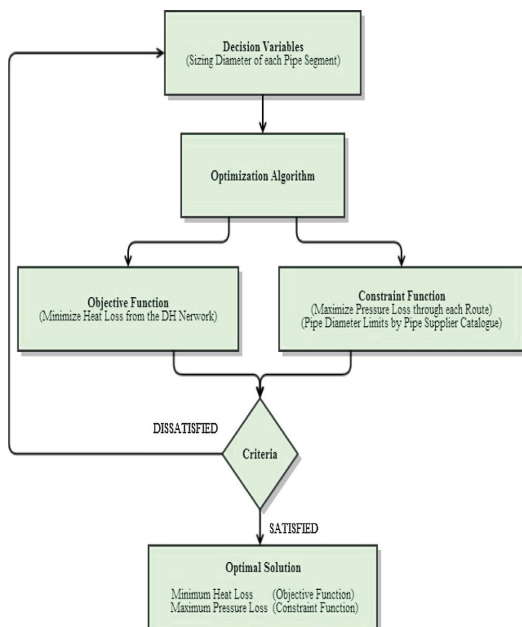 Decision Variables
(Sizing Diameter of each Pipe Segment)
Optimization Algorithm
Objective Function
(Minimize Heat Loss from the DH Nerwork)
Constraint Function
(Maximize Pressure Loss through each Route)
(Pipe Diameter Limits by Pipe Supplier Catalogue)
DISSATISFIED
Criteria
SATISFIED
Optimal Solution
Minimum Heat Loss (Objective Function)
Maximum Pressure Loss (Constraint Function)